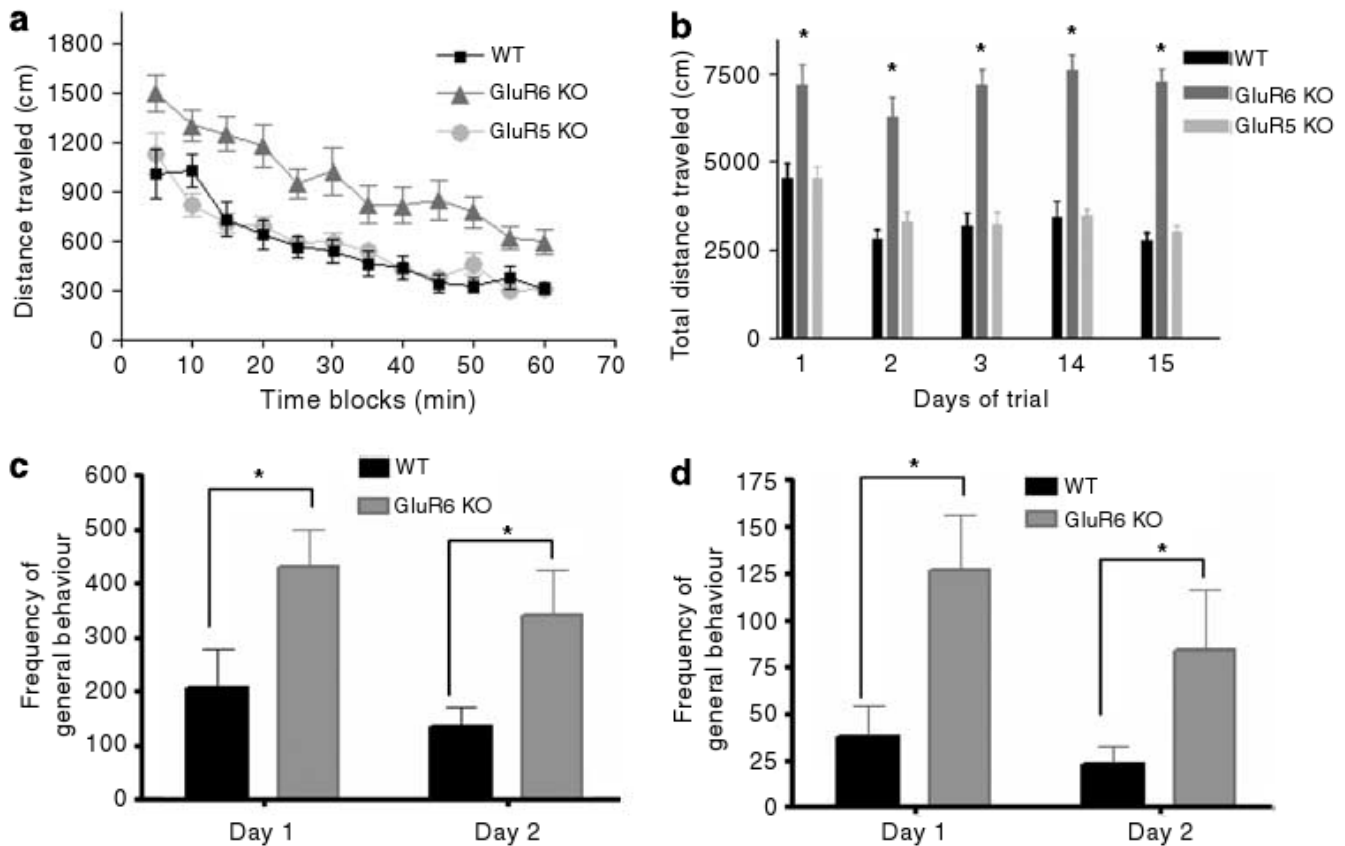 a
Distance traveled (cm)
1800
1500
1200
900
600
300
0
WT
GluR6 KO
GluR5 KO
0 10 20 30 40 50 60 70
Time blocks (min)
b
Total distance traveled (cm)
7500
5000
2500
0
* * * * *
WT
GluR6 KO
GluR5 KO
1 2 3 14 15
Days of trial
c
Frequency of
general behaviour
600
500
400
300
200
100
0
WT
GluR6 KO
*
*
Day 1 Day 2
d
Frequency of
general behaviour
175
150
125
100
75
50
25
0
WT
GluR6 KO
*
*
Day 1 Day 2